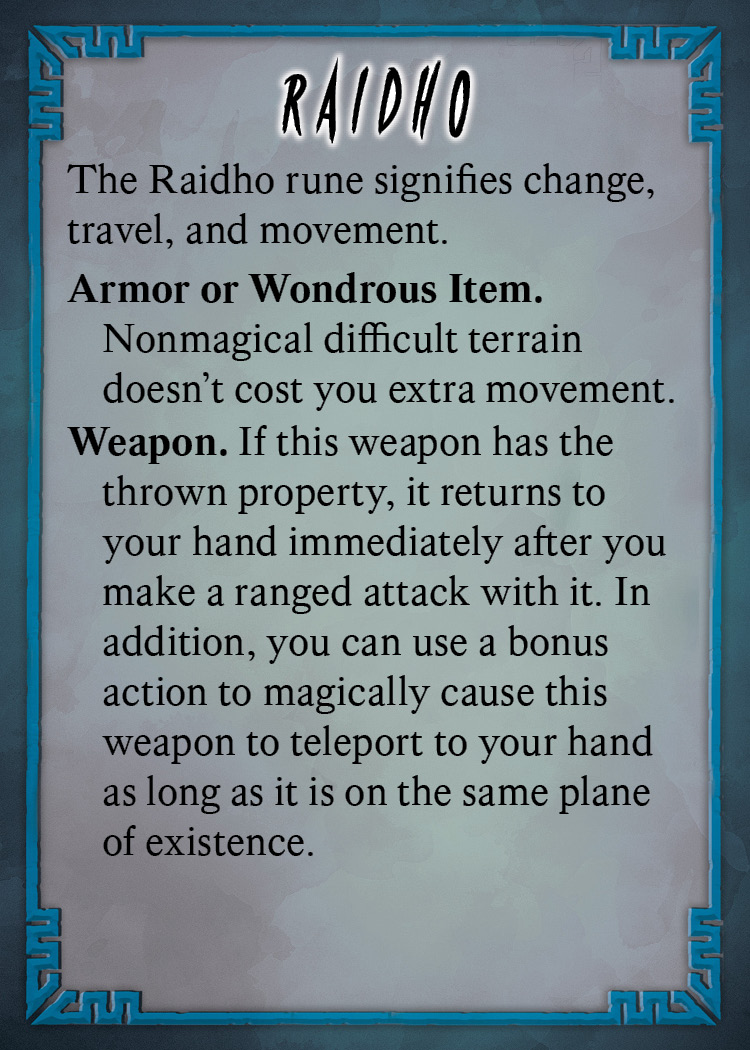 RAIDHO
The Raidho rune signifies change,
travel, and movement.
Armor or Wondrous Item.
Nonmagical difficult terrain
doesn’t cost you extra movement.
Weapon. If this weapon has the
thrown property, it returns to
your hand immediately after you
make a ranged attack with it. In
addition, you can use a bonus
action to magically cause this
weapon to teleport to your hand
as long as it is on the same plane
of existence.